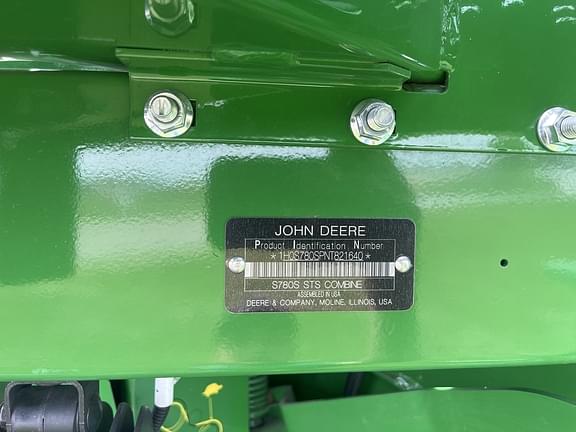 JOHN DEERE
Product Identification Number
*1H0S780SPNT821640*
S780S STS COMBINE
ASSEMBLED IN USA
DEERE & COMPANY, MOLINE, ILLINOIS, USA